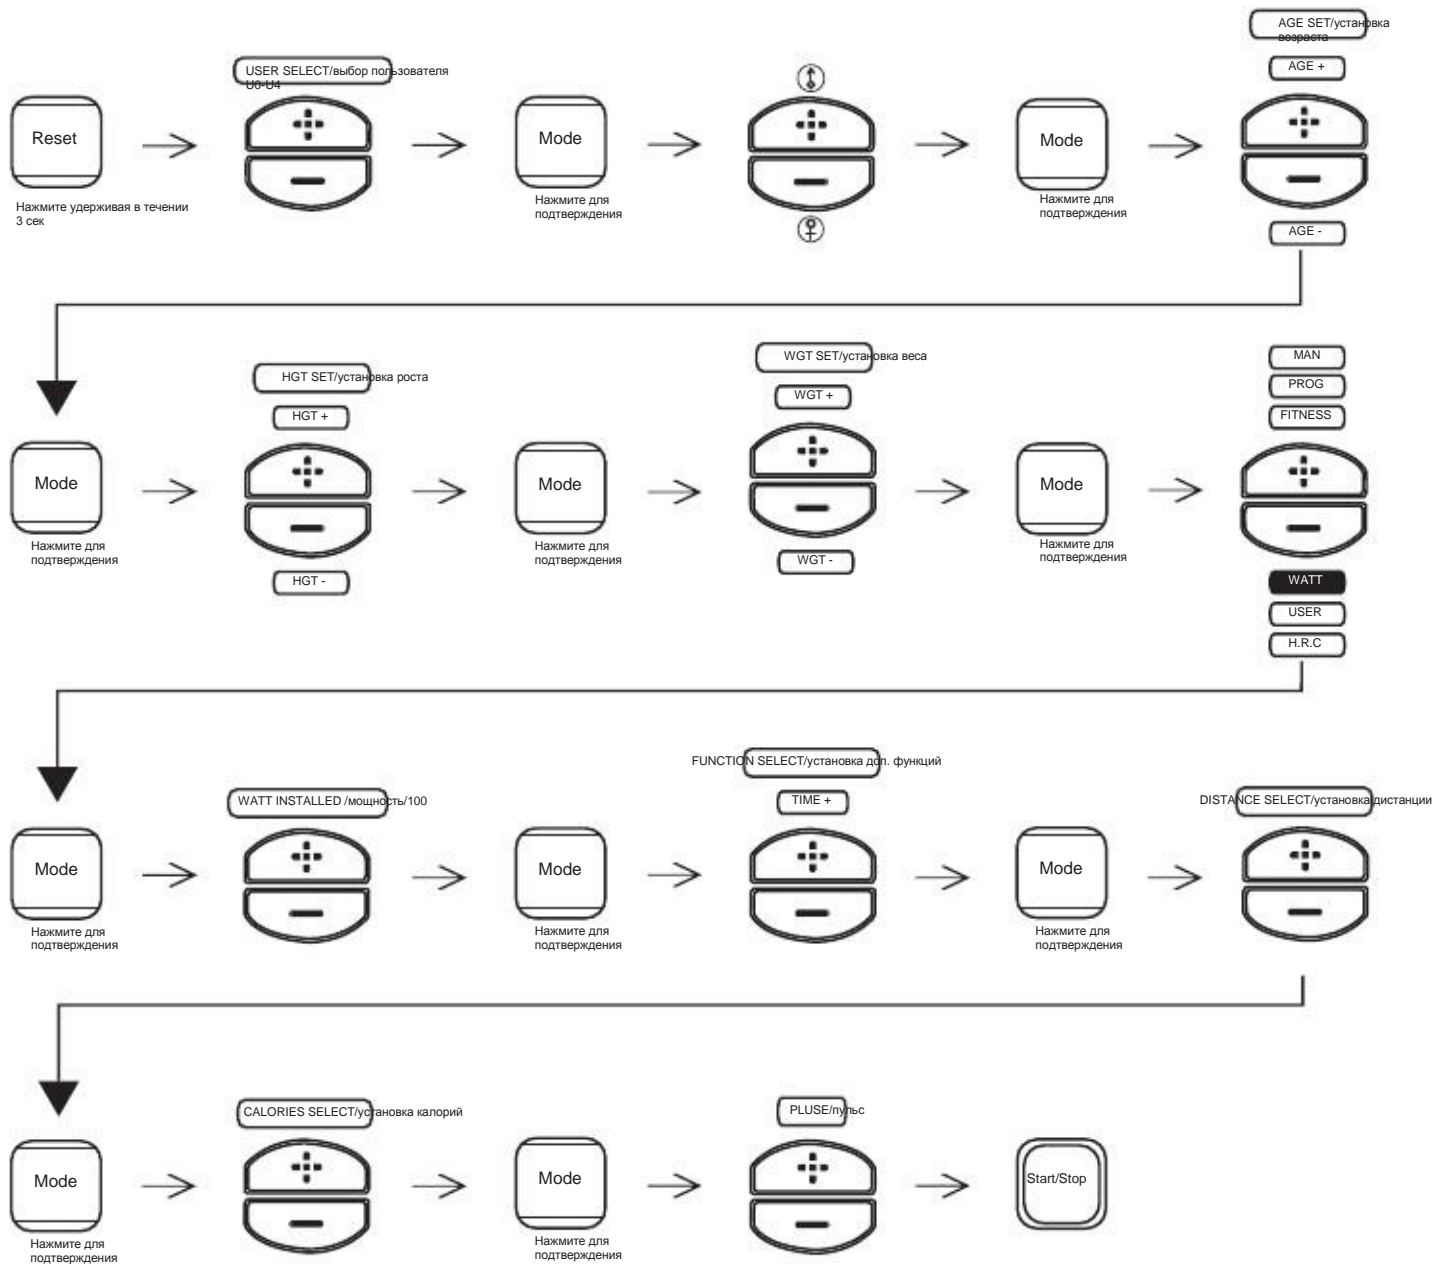 AGE SET/установка
возраста
USER SELECT/выбор пользователя
U0-U4
AGE +
Reset
Mode
Mode
Нажмите удерживая в течении
3 сек
Нажмите для
подтверждения
Нажмите для
подтверждения
AGE -
HGT SET/установка роста
WGT SET/установка веса
MAN
PROG
FITNESS
HGT +
WGT +
Mode
Mode
Mode
Нажмите для
подтверждения
Нажмите для
подтверждения
Нажмите для
подтверждения
HGT -
WGT -
WATT
USER
H.R.C
WATT INSTALLED /мощность/100
FUNCTION SELECT/установка доп. функций
TIME +
DISTANCE SELECT/установка дистанции
Mode
Mode
Mode
Нажмите для
подтверждения
Нажмите для
подтверждения
Нажмите для
подтверждения
CALORIES SELECT/установка калорий
PLUSE/пульс
Mode
Mode
Start/Stop
Нажмите для
подтверждения
Нажмите для
подтверждения